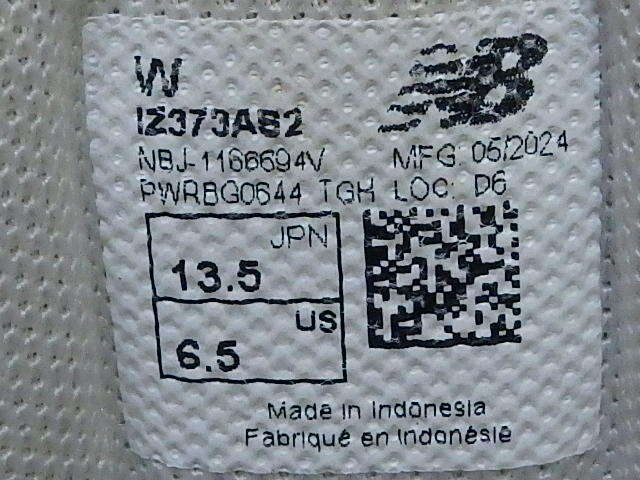 W
IZ373AS2
NBJ-1166694V MFG: 05/2024
PWRBG0644 TGH LOC: D6
JPN
13.5
US
6.5
Made in Indonesia
Fabriqué en Indonésie